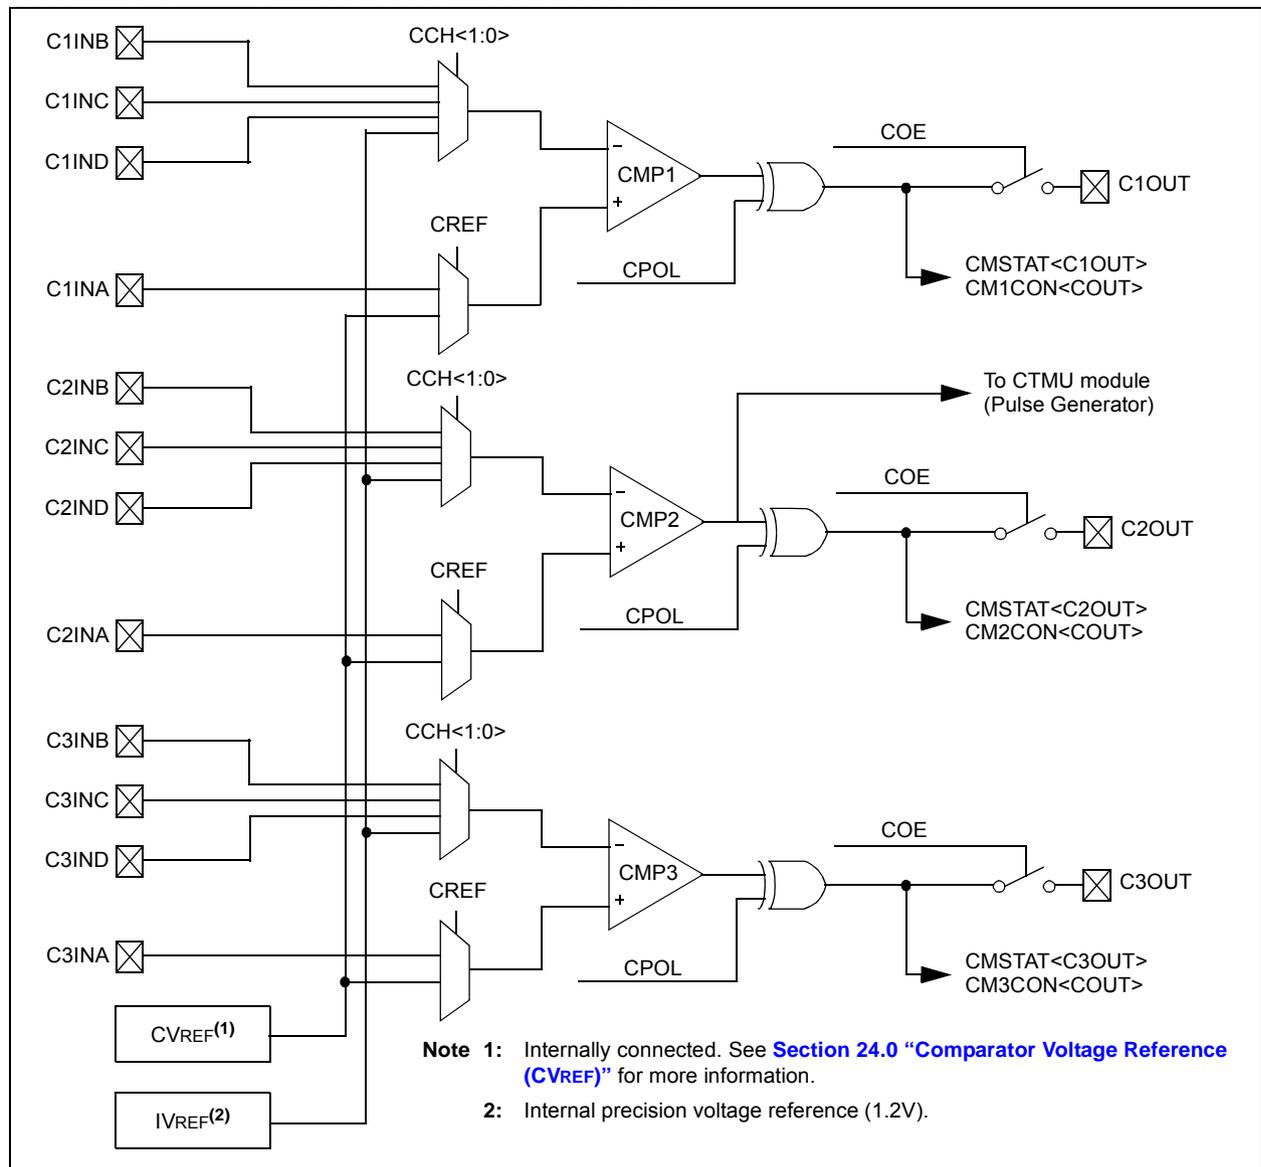 CCH<1:0>
C1INB
C1INC
C1IND
COE
C1OUT
CMP1
-
+
CREF
CPOL
C1INA
CMSTAT<C1OUT>
CM1CON<COUT>
CCH<1:0>
C2INB
C2INC
C2IND
To CTMU module
(Pulse Generator)
COE
C2OUT
CMP2
-
+
CREF
CPOL
C2INA
CMSTAT<C2OUT>
CM2CON<COUT>
CCH<1:0>
C3INB
C3INC
C3IND
COE
C3OUT
CMP3
-
+
CREF
CPOL
C3INA
CMSTAT<C3OUT>
CM3CON<COUT>
CVREF(1)
IVREF(2)
Note 1: Internally connected. See Section 24.0 “Comparator Voltage Reference
(CVREF)” for more information.
2: Internal precision voltage reference (1.2V).